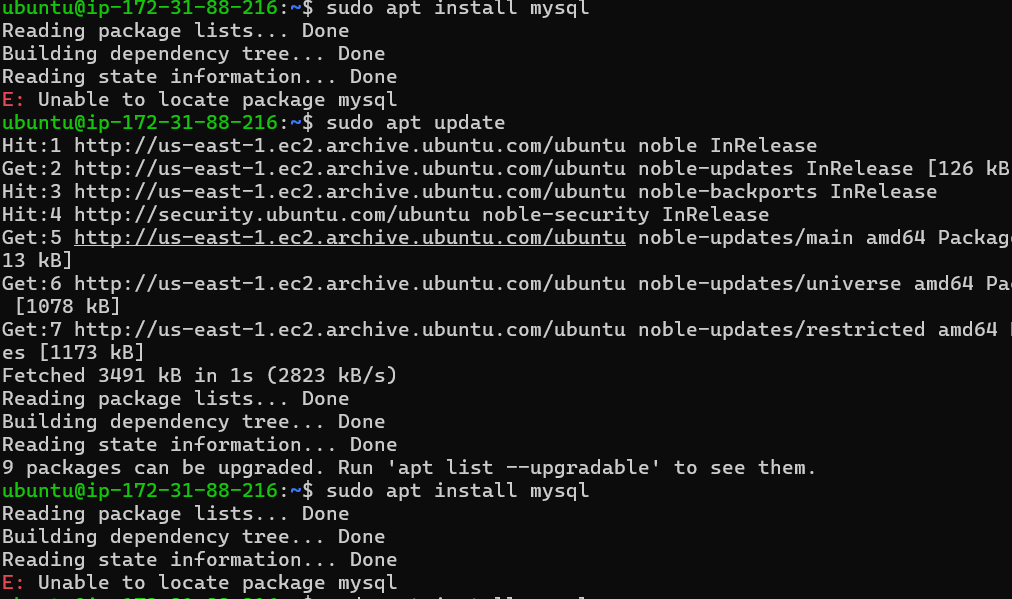 ubuntu@ip-172-31-88-216:~$ sudo apt install mysql
Reading package lists... Done
Building dependency tree... Done
Reading state information... Done
E: Unable to locate package mysql
ubuntu@ip-172-31-88-216:~$ sudo apt update
Hit:1 http://us-east-1.ec2.archive.ubuntu.com/ubuntu noble InRelease
Get:2 http://us-east-1.ec2.archive.ubuntu.com/ubuntu noble-updates InRelease [126 kB
Hit:3 http://us-east-1.ec2.archive.ubuntu.com/ubuntu noble-backports InRelease
Hit:4 http://security.ubuntu.com/ubuntu noble-security InRelease
Get:5 http://us-east-1.ec2.archive.ubuntu.com/ubuntu noble-updates/main amd64 Packag
13 kB]
Get:6 http://us-east-1.ec2.archive.ubuntu.com/ubuntu noble-updates/universe amd64 Pa
[1078 kB]
Get:7 http://us-east-1.ec2.archive.ubuntu.com/ubuntu noble-updates/restricted amd64
es [1173 kB]
Fetched 3491 kB in 1s (2823 kB/s)
Reading package lists... Done
Building dependency tree... Done
Reading state information... Done
9 packages can be upgraded. Run 'apt list --upgradable' to see them.
ubuntu@ip-172-31-88-216:~$ sudo apt install mysql
Reading package lists... Done
Building dependency tree... Done
Reading state information... Done
E: Unable to locate package mysql